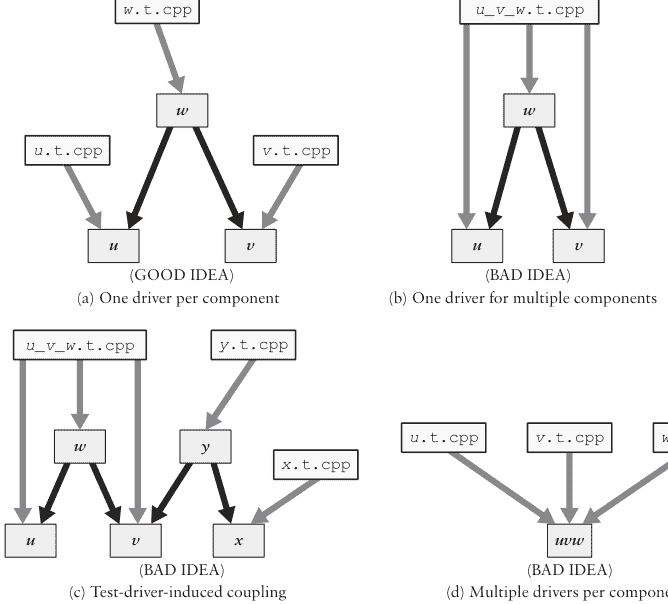 w.t.cpp
w
u.t.cpp
v.t.cpp
u
v
(GOOD IDEA)
(a) One driver per component
u_v_w.t.cpp
w
u
v
(BAD IDEA)
(b) One driver for multiple components
u_v_w.t.cpp
y.t.cpp
w
y
x.t.cpp
u
v
x
(BAD IDEA)
(c) Test-driver-induced coupling
u.t.cpp
v.t.cpp
w
uvw
(BAD IDEA)
(d) Multiple drivers per